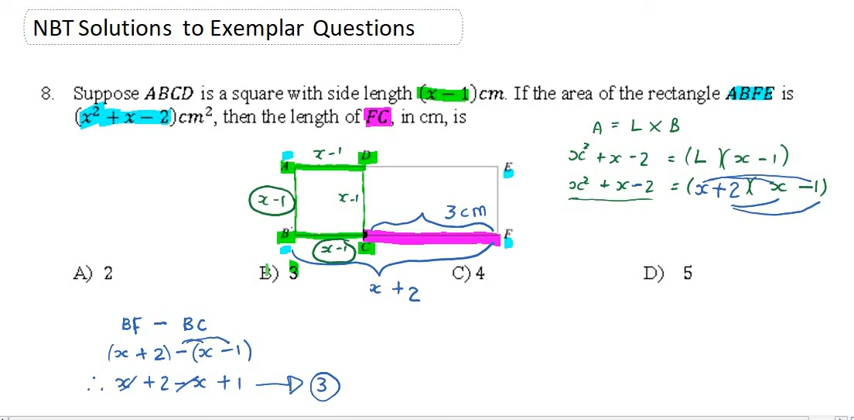 NBT Solutions to Exemplar Questions
8. Suppose ABCD is a square with side length (x − 1)cm. If the area of the rectangle ABFE is
(x² + x − 2)cm², then the length of FC, in cm, is
A = L × B
x² + x - 2 = (L)(x - 1)
x² + x - 2 = (x + 2)(x - 1)
x - 1
A D E
x - 1 x - 1
3 cm
B C F
x - 1
x + 2
A) 2 B) 3 C) 4 D) 5
BF - BC
(x + 2) - (x - 1)
∴ x + 2 - x + 1 → 3